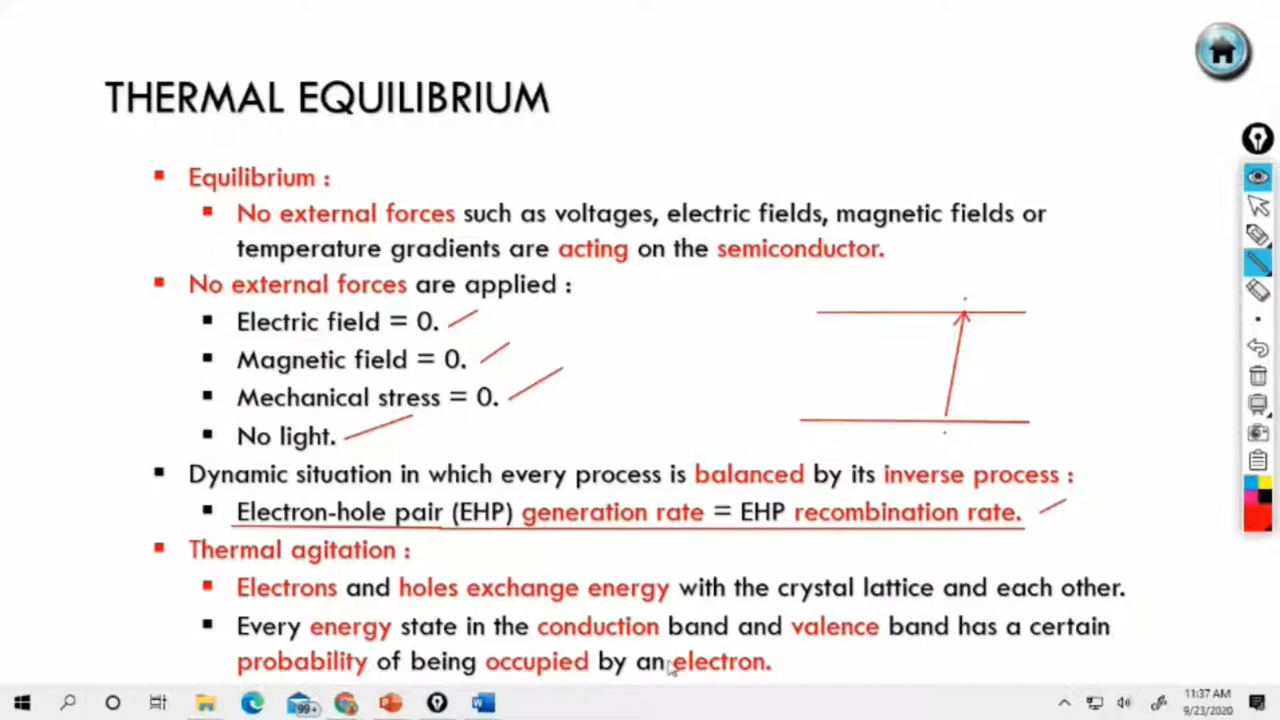 THERMAL EQUILIBRIUM
Equilibrium :
No external forces such as voltages, electric fields, magnetic fields or
temperature gradients are acting on the semiconductor.
No external forces are applied :
Electric field = 0.
Magnetic field = 0.
Mechanical stress = 0.
No light.
Dynamic situation in which every process is balanced by its inverse process :
Electron-hole pair (EHP) generation rate = EHP recombination rate.
Thermal agitation :
Electrons and holes exchange energy with the crystal lattice and each other.
Every energy state in the conduction band and valence band has a certain
probability of being occupied by an electron.
99+
11:37 AM
9/23/2020